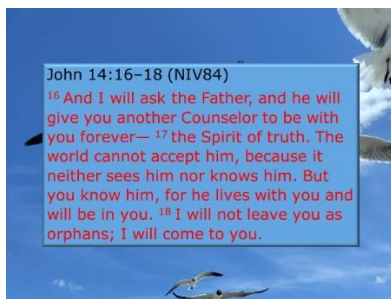 John 14:16–18 (NIV84)
16 And I will ask the Father, and he will
give you another Counselor to be with
you forever— 17 the Spirit of truth. The
world cannot accept him, because it
neither sees him nor knows him. But
you know him, for he lives with you and
will be in you. 18 I will not leave you as
orphans; I will come to you.